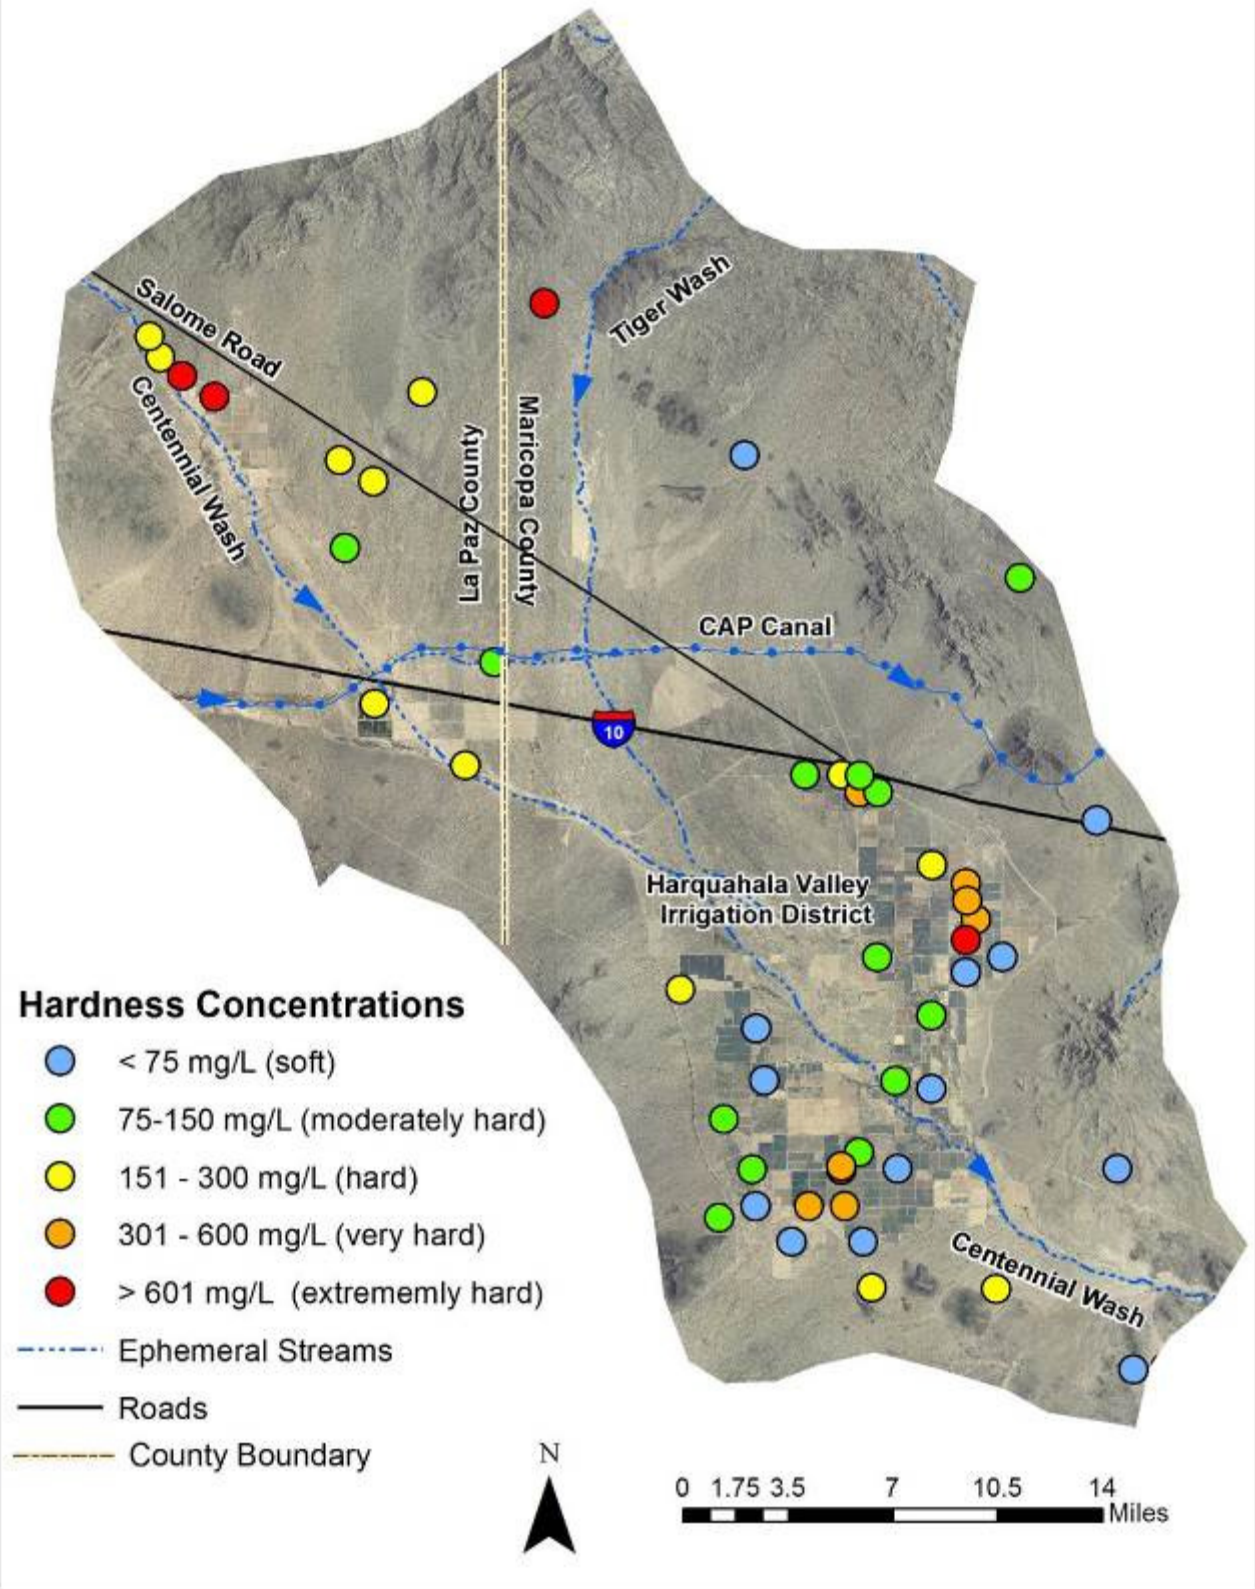 Salome Road
Tiger Wash
Centennial Wash
La Paz County
Maricopa County
CAP Canal
10
Harquahala Valley
Irrigation District
Centennial Wash
Hardness Concentrations
< 75 mg/L (soft)
75-150 mg/L (moderately hard)
151 - 300 mg/L (hard)
301 - 600 mg/L (very hard)
> 601 mg/L (extrememly hard)
Ephemeral Streams
Roads
County Boundary
N
0 1.75 3.5 7 10.5 14
Miles